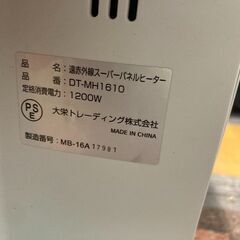 品　　名：遠赤外線スーパーパネルヒーター
品　　番：DT-MH1610
定格消費電力：1200W
PS
E
大栄トレーディング株式会社
MADE IN CHINA
製造番号：MB-16A 17981